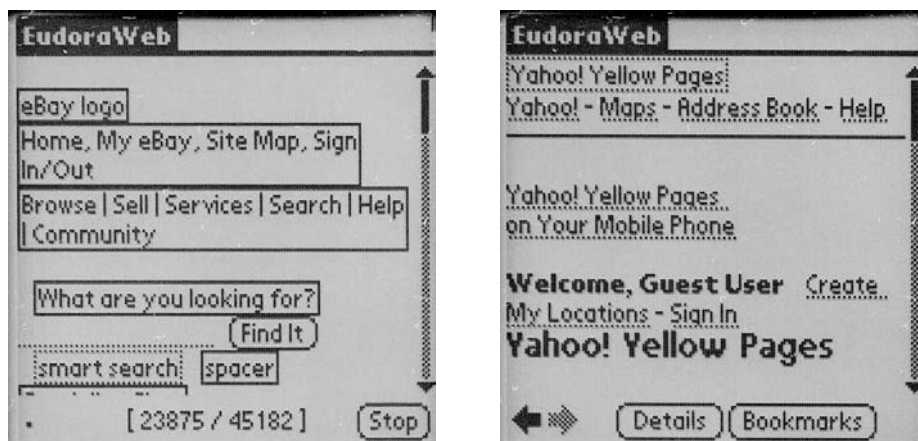 EudoraWeb
eBay logo
Home, My eBay, Site Map, Sign
In/Out
Browse | Sell | Services | Search | Help
| Community
What are you looking for?
Find It
smart search spacer
[ 23875 / 45182 ] Stop
EudoraWeb
Yahoo! Yellow Pages
Yahoo! - Maps - Address Book - Help
Yahoo! Yellow Pages
on Your Mobile Phone
Welcome, Guest User Create
My Locations - Sign In
Yahoo! Yellow Pages
Details Bookmarks